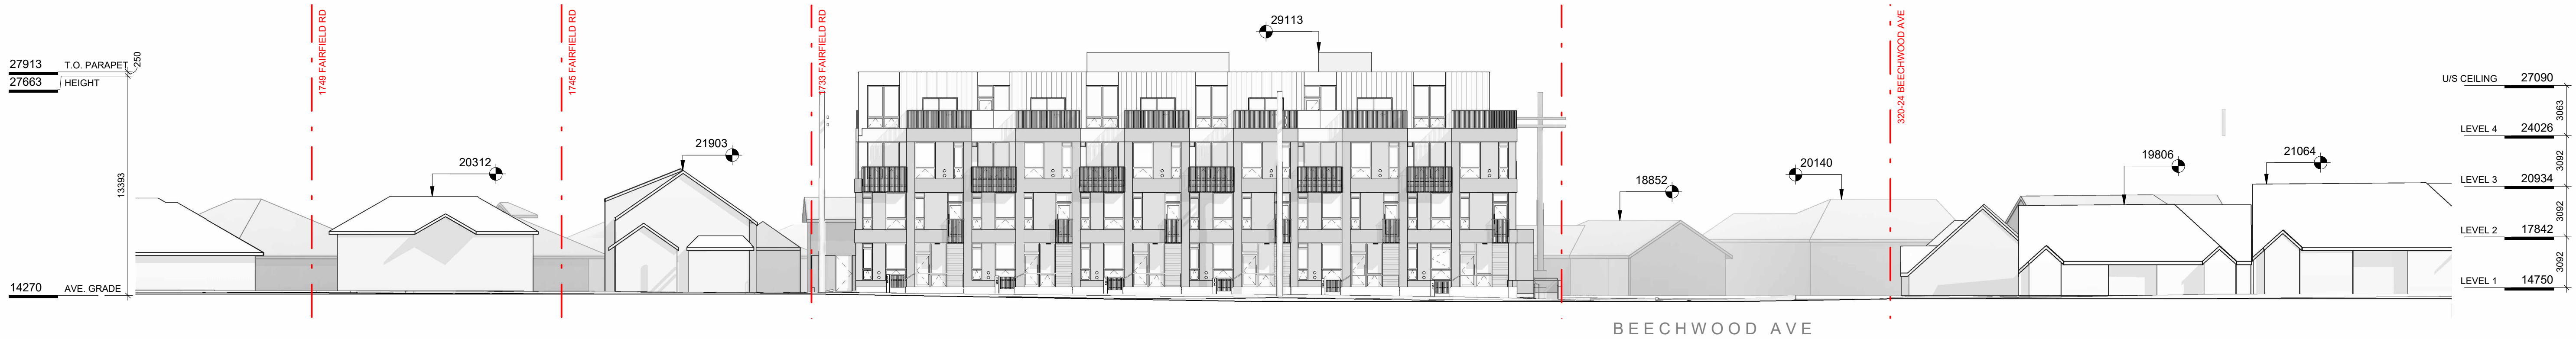 27913 T.O. PARAPET
250
27663 HEIGHT
13393
14270 AVE. GRADE
1749 FAIRFIELD RD
20312
1745 FAIRFIELD RD
21903
1733 FAIRFIELD RD
29113
18852
20140
320-24 BEECHWOOD AVE
19806
21064
U/S CEILING 27090
3063
LEVEL 4 24026
3092
LEVEL 3 20934
3092
LEVEL 2 17842
3092
LEVEL 1 14750
BEECHWOOD AVE